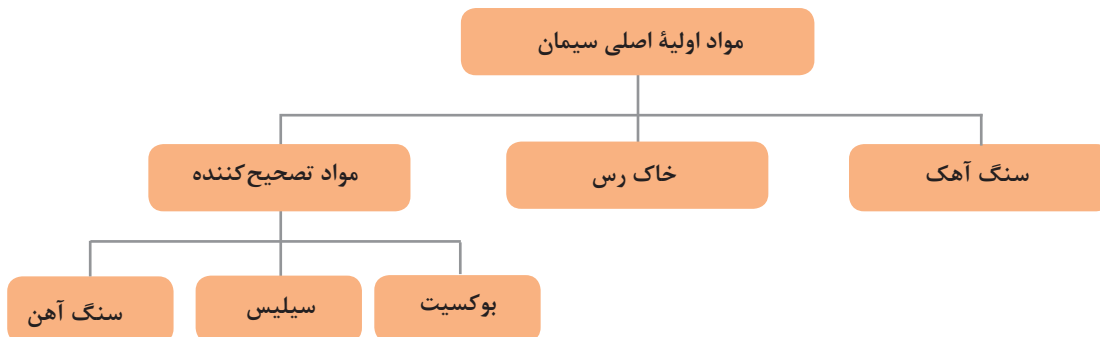 مواد اولیهٔ اصلی سیمان
سنگ آهک
خاک رس
مواد تصحیح‌کننده
بوکسیت
سیلیس
سنگ آهن